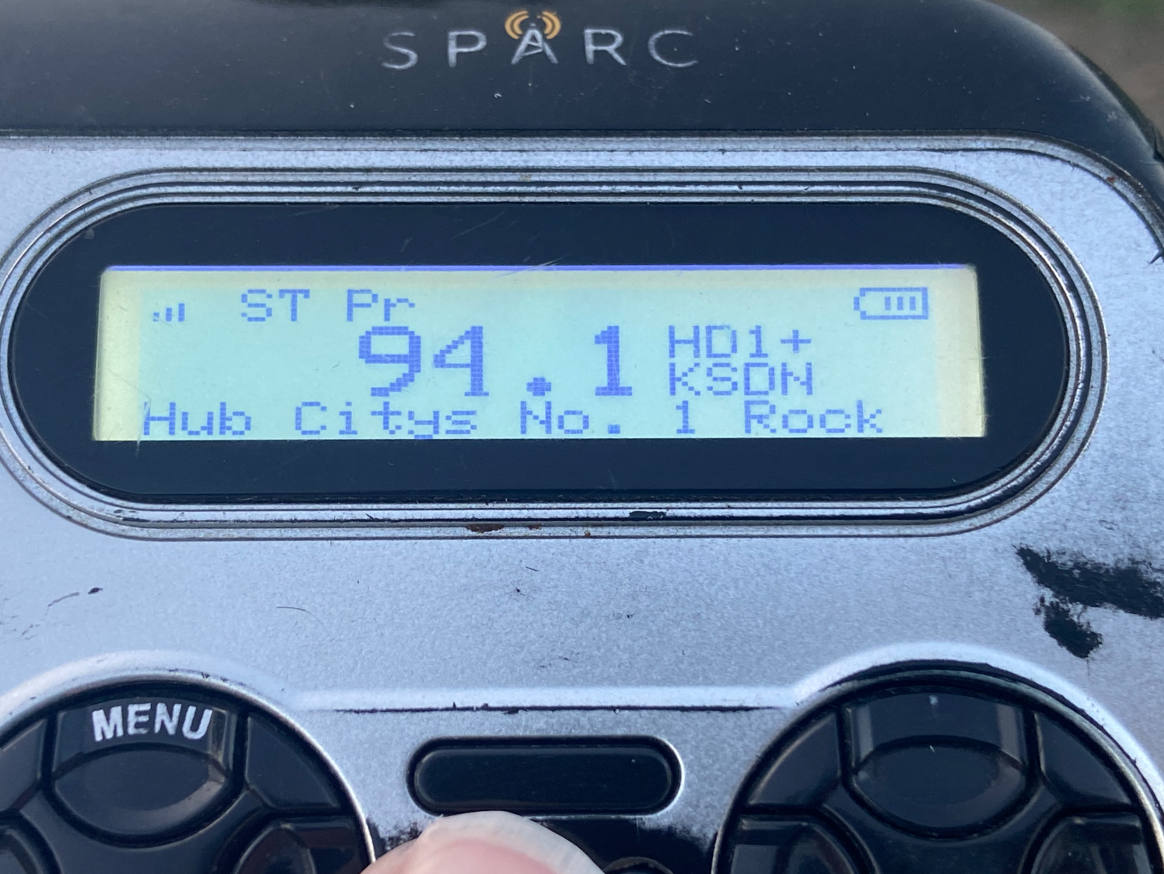 SPARC
ST Pr
94.1 HD1+
KSDN
Hub Citys No. 1 Rock
MENU